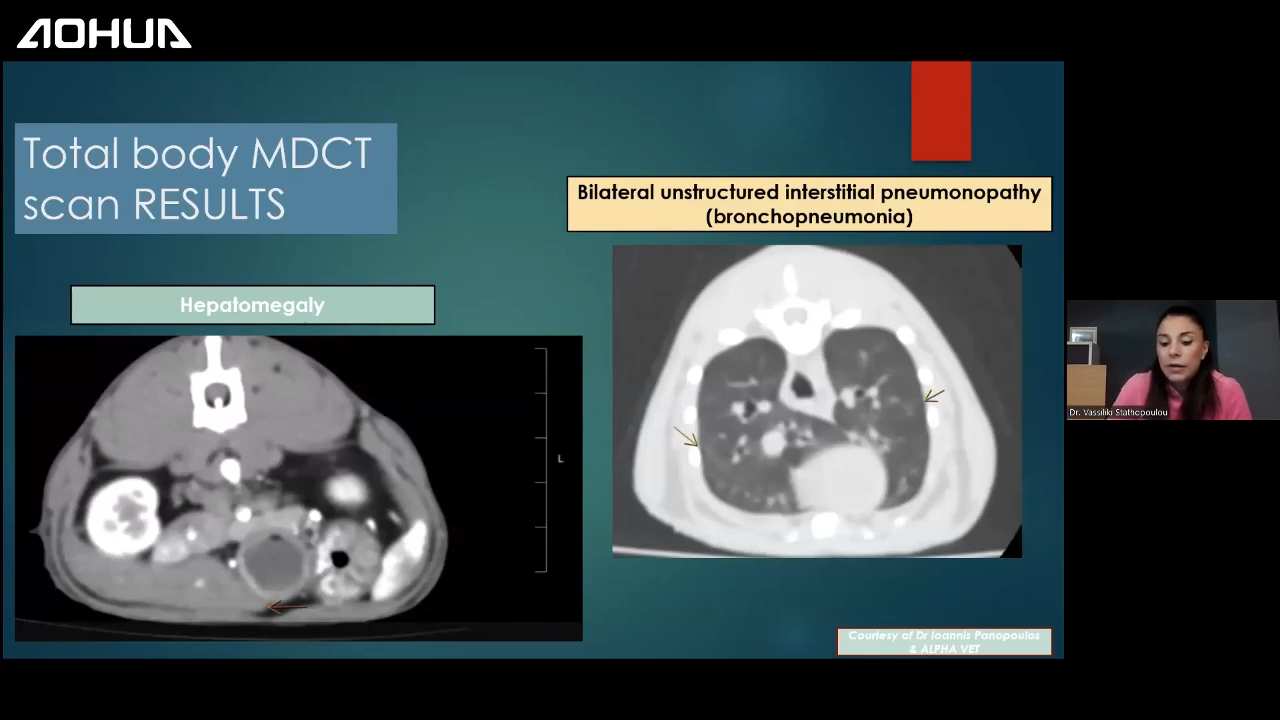 AOHUA
Total body MDCT
scan RESULTS
Bilateral unstructured interstitial pneumonopathy
(bronchopneumonia)
Hepatomegaly
L
Dr. Vassiliki Stathopoulou
Courtesy of Dr Ioannis Panopoulos
& ALPHA VET